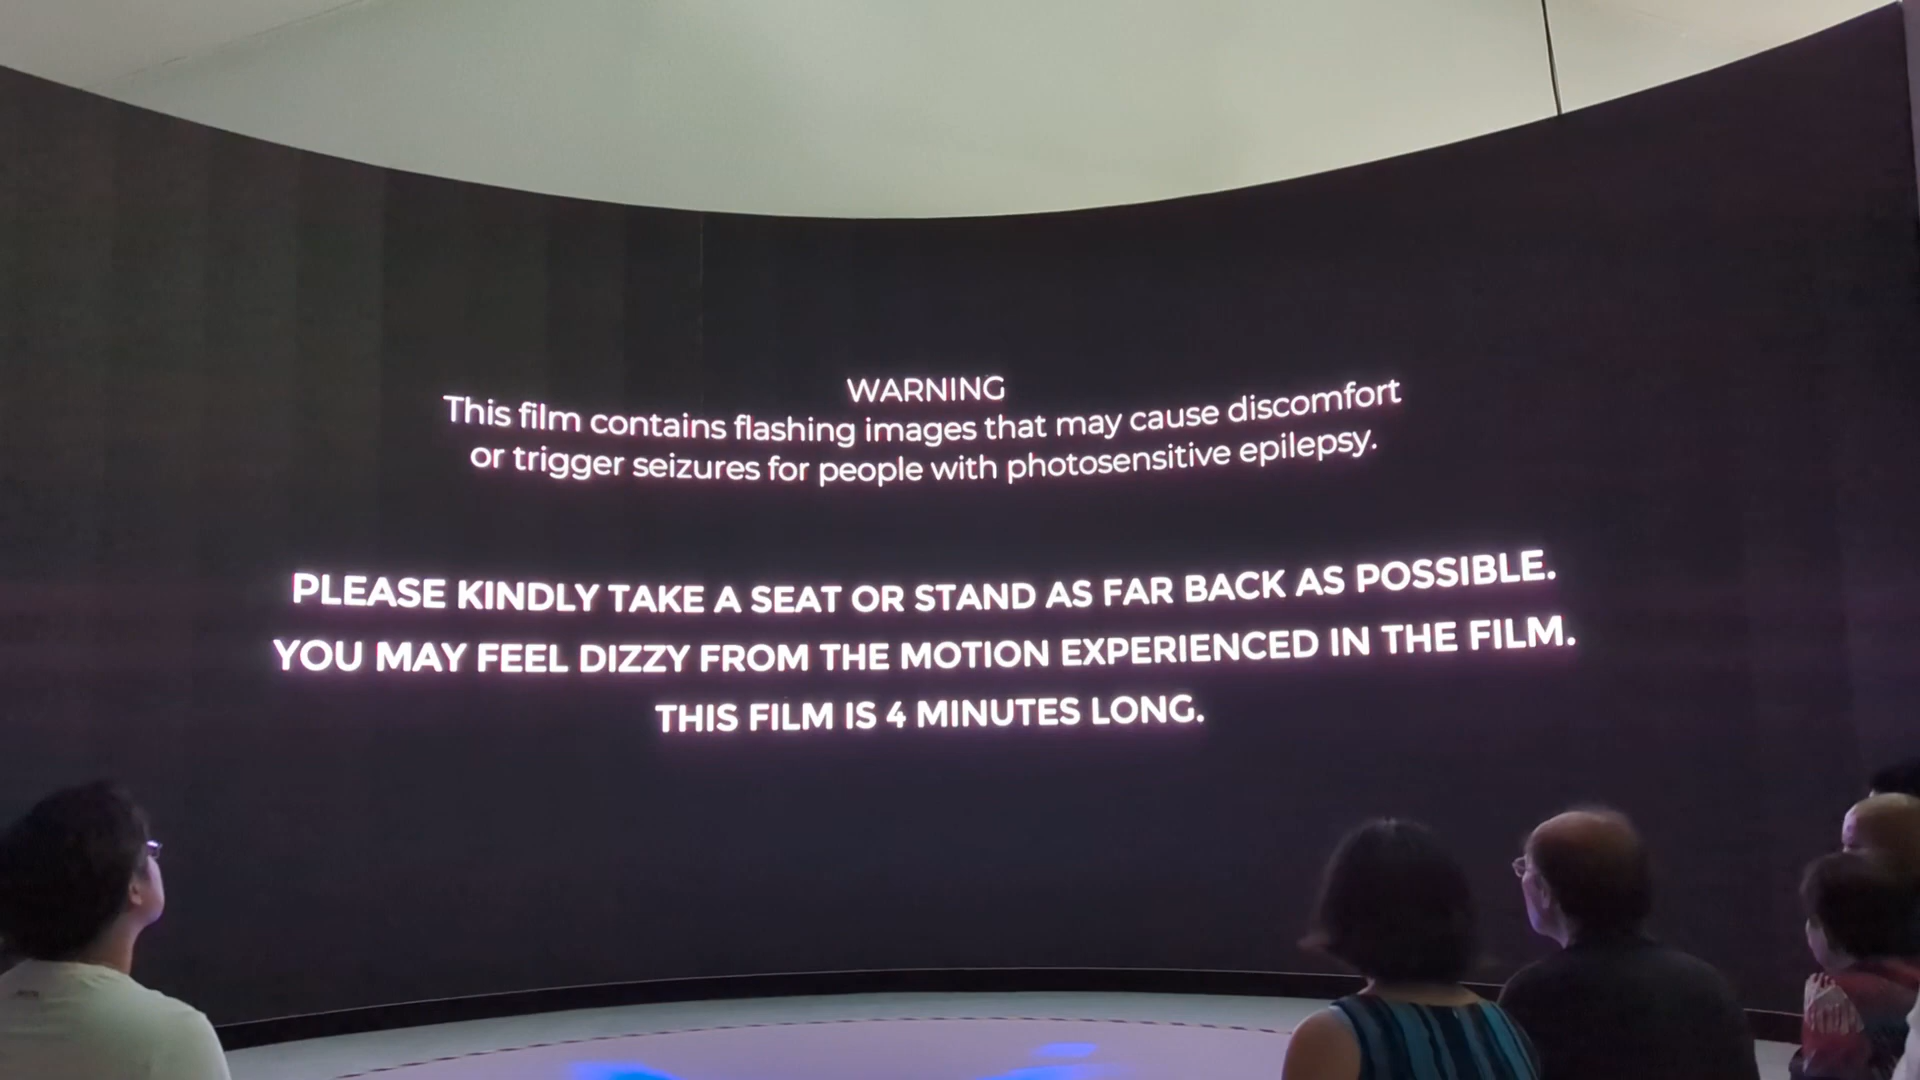 WARNING
This film contains flashing images that may cause discomfort
or trigger seizures for people with photosensitive epilepsy.
PLEASE KINDLY TAKE A SEAT OR STAND AS FAR BACK AS POSSIBLE.
YOU MAY FEEL DIZZY FROM THE MOTION EXPERIENCED IN THE FILM.
THIS FILM IS 4 MINUTES LONG.